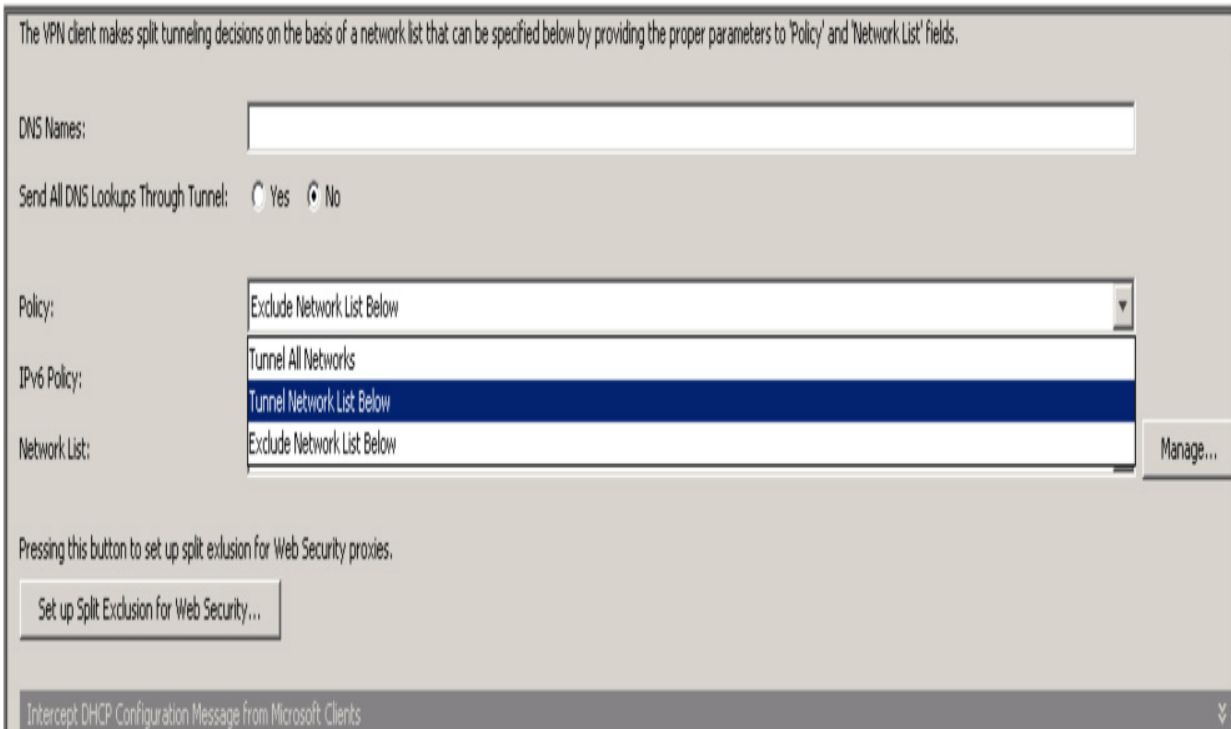 The VPN client makes split tunneling decisions on the basis of a network list that can be specified below by providing the proper parameters to 'Policy' and 'Network List' fields.
DNS Names:
Send All DNS Lookups Through Tunnel: Yes No
Policy: Exclude Network List Below
Tunnel All Networks
IPv6 Policy:
Tunnel Network List Below
Exclude Network List Below
Network List: Manage...
Pressing this button to set up split exlusion for Web Security proxies.
Set up Split Exclusion for Web Security...
Intercept DHCP Configuration Message from Microsoft Clients